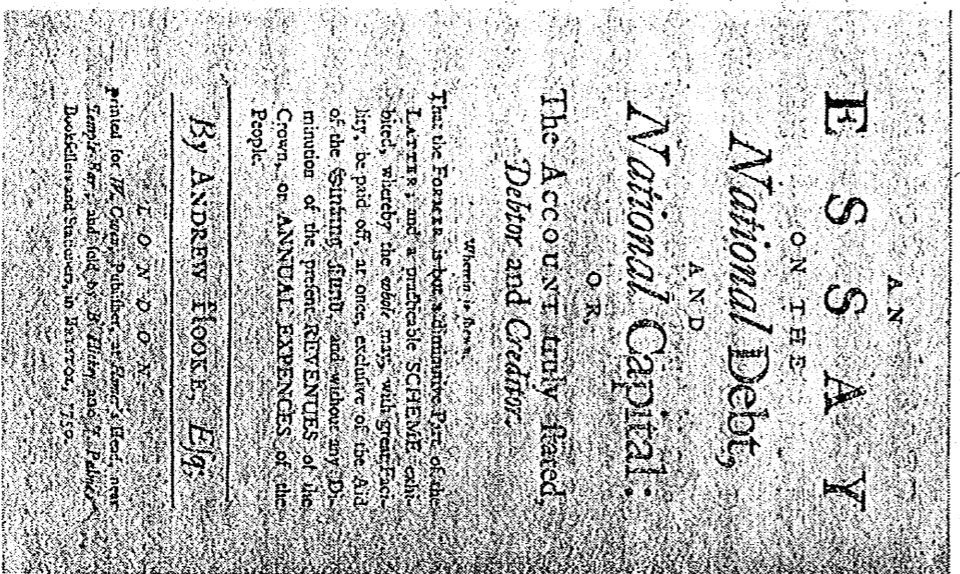 AN
ESSAY
ON THE
National Debt,
AND
National Capital:
OR,
The ACCOUNT truly ſtated,
Debtor and Creditor.
Wherein is ſhewn,
That the FORMER is but a diminutive Part of the
LATTER; and a practicable SCHEME exhi-
bited, whereby the whole may, with great Faci-
lity, be paid off, at once, excluſive of the Aid
of the Sinking Fund, and without any Di-
minution of the preſent REVENUES of the
Crown, or ANNUAL EXPENCES of the
People.
By ANDREW HOOKE, Eſq;
LONDON:
Printed for W. Owen, Publiſher, at Homer's Head, near
Temple-Bar, and ſold by B. Hickey and J. Palmer
Bookſellers and Stationers, in BRISTOL, 1750.